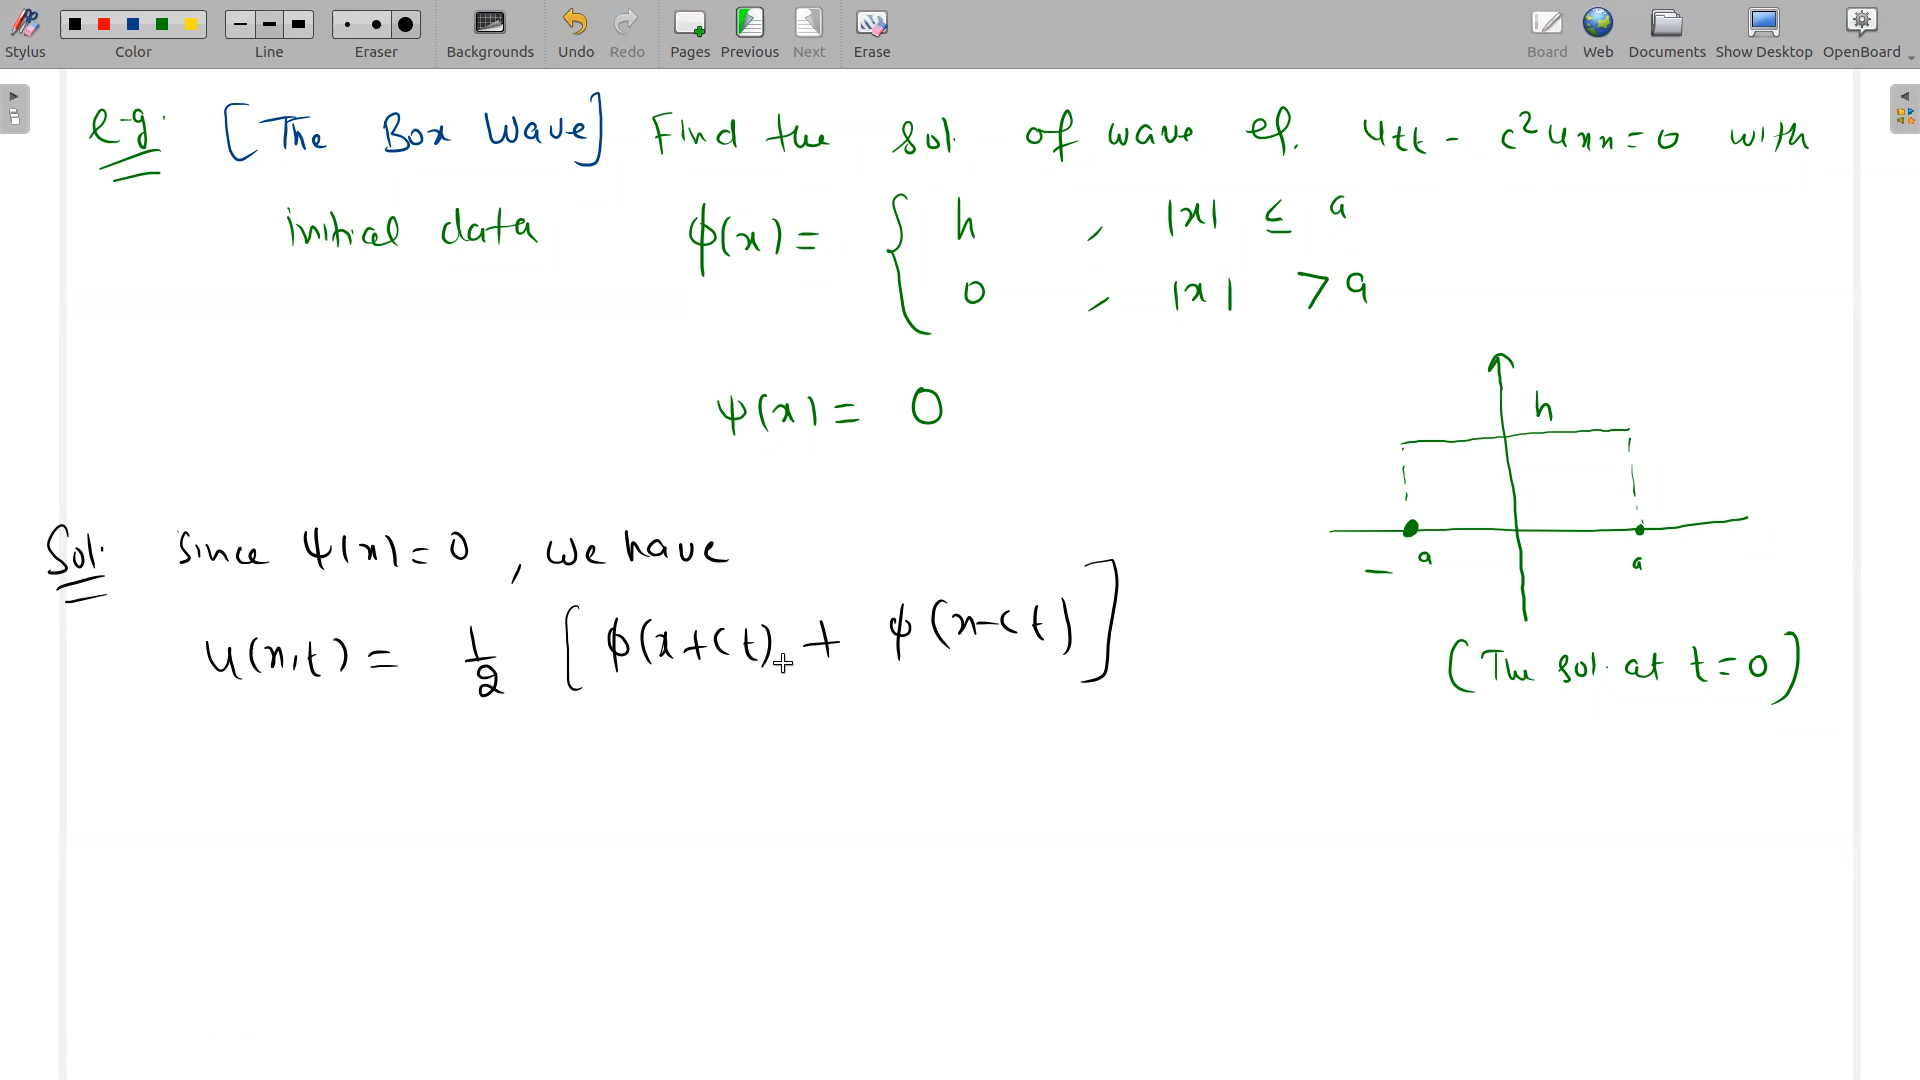 Stylus Color Line Eraser Backgrounds Undo Redo Pages Previous Next Erase Board Web Documents Show Desktop OpenBoard
e-g. [The Box Wave] Find the sol. of wave eq. u_tt - c²u_xx = 0 with
initial data φ(x) = { h , |x| ≤ a
0 , |x| > a
ψ(x) = 0
h
-a a
Sol. Since ψ(x) = 0 , we have
u(x,t) = 1/2 [φ(x+ct) + φ(x-ct)]
(The sol. at t=0)